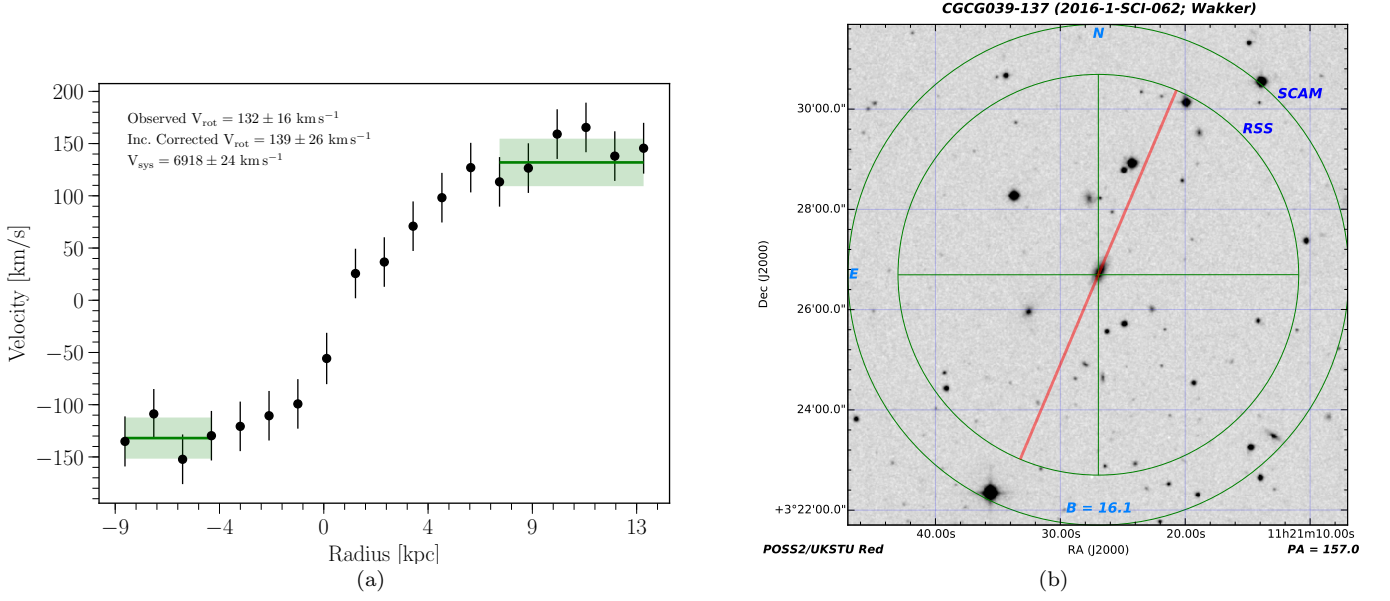 CGCG039-137 (2016-1-SCI-062; Wakker)
200
150
100
50
0
−50
−100
−150
Velocity [km/s]
Observed Vrot = 132 ± 16 km s−1
Inc. Corrected Vrot = 139 ± 26 km s−1
Vsys = 6918 ± 24 km s−1
−9 −4 0 4 9 13
Radius [kpc]
(a)
N
SCAM
RSS
E
B = 16.1
30'00.0"
28'00.0"
26'00.0"
24'00.0"
+3°22'00.0"
Dec (J2000)
40.00s 30.00s 20.00s 11h21m10.00s
POSS2/UKSTU Red RA (J2000) PA = 157.0
(b)